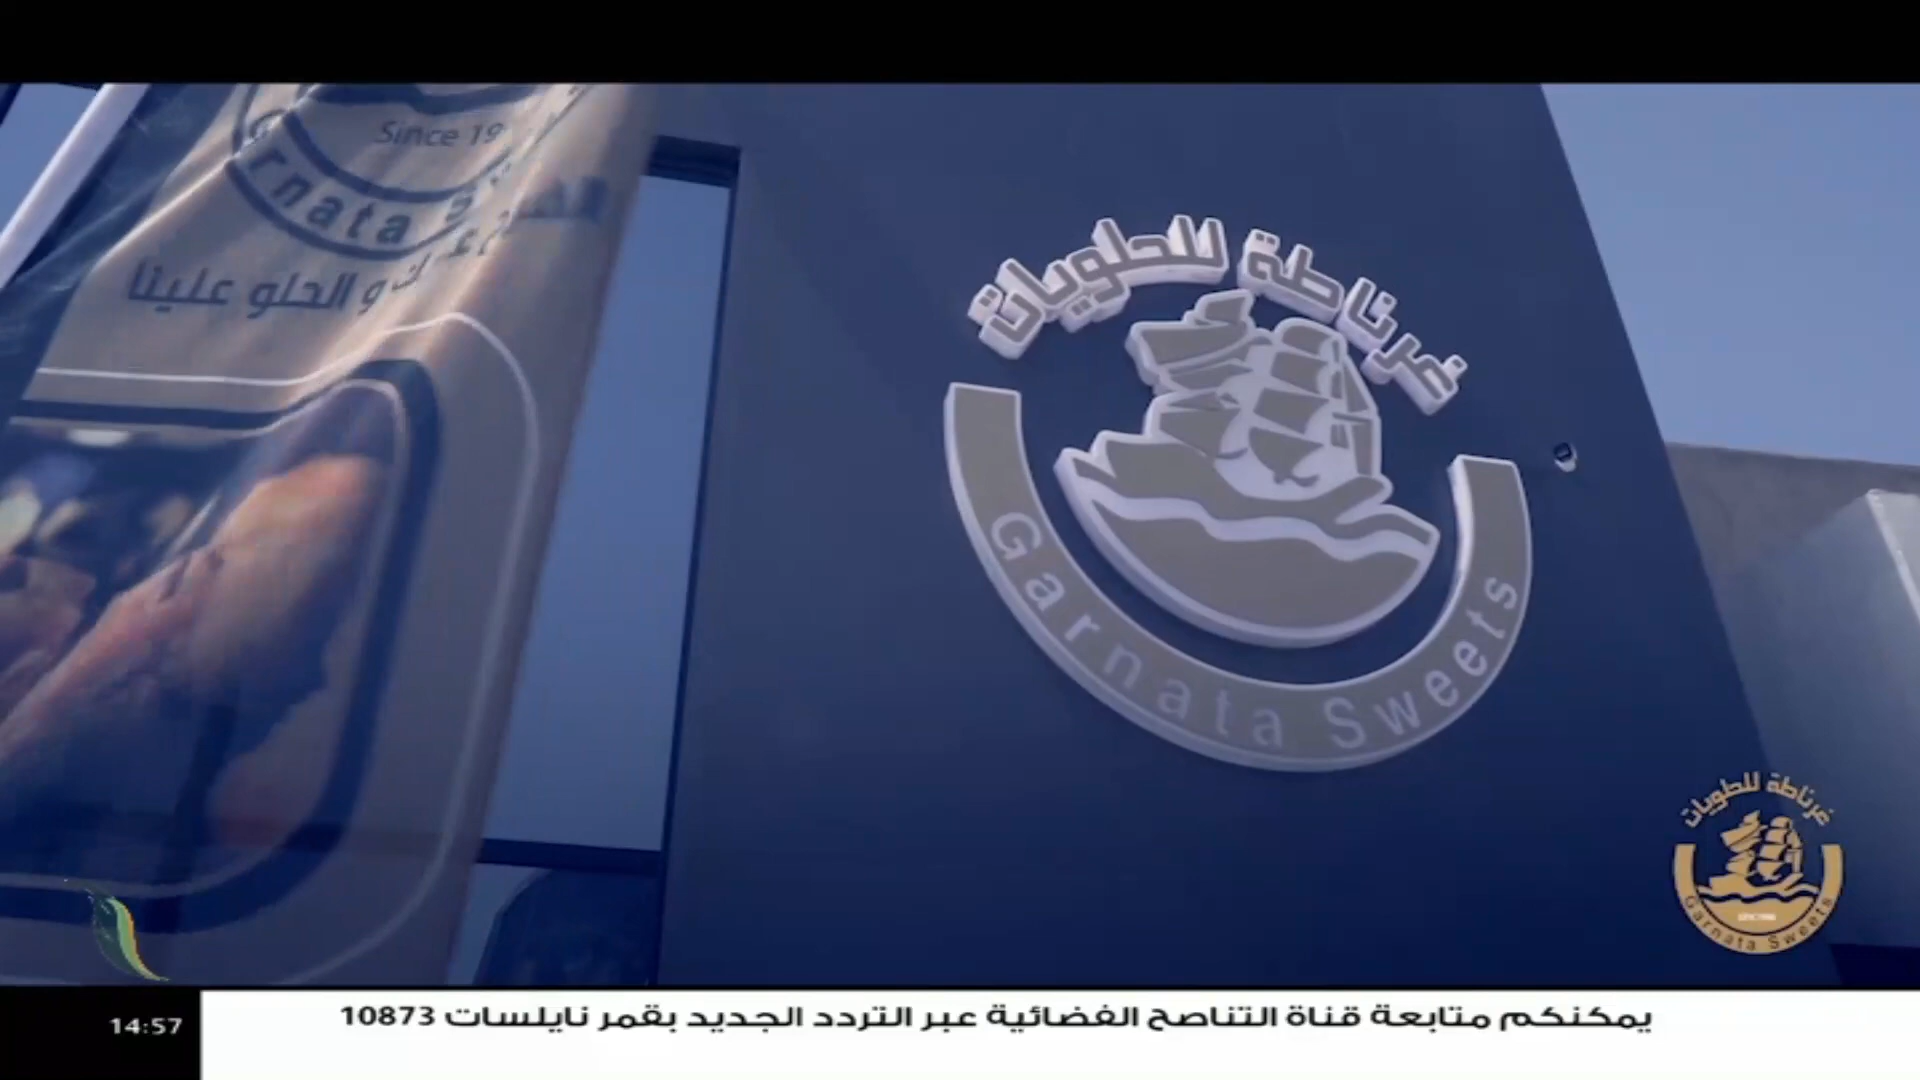 Since 19
rnata S
و الحلو علينا
غرناطة للحلويات
Garnata Sweets
غرناطة للحلويات
Garnata Sweets
14:57
يمكنكم متابعة قناة التناصح الفضائية عبر التردد الجديد بقمر نايلسات 10873